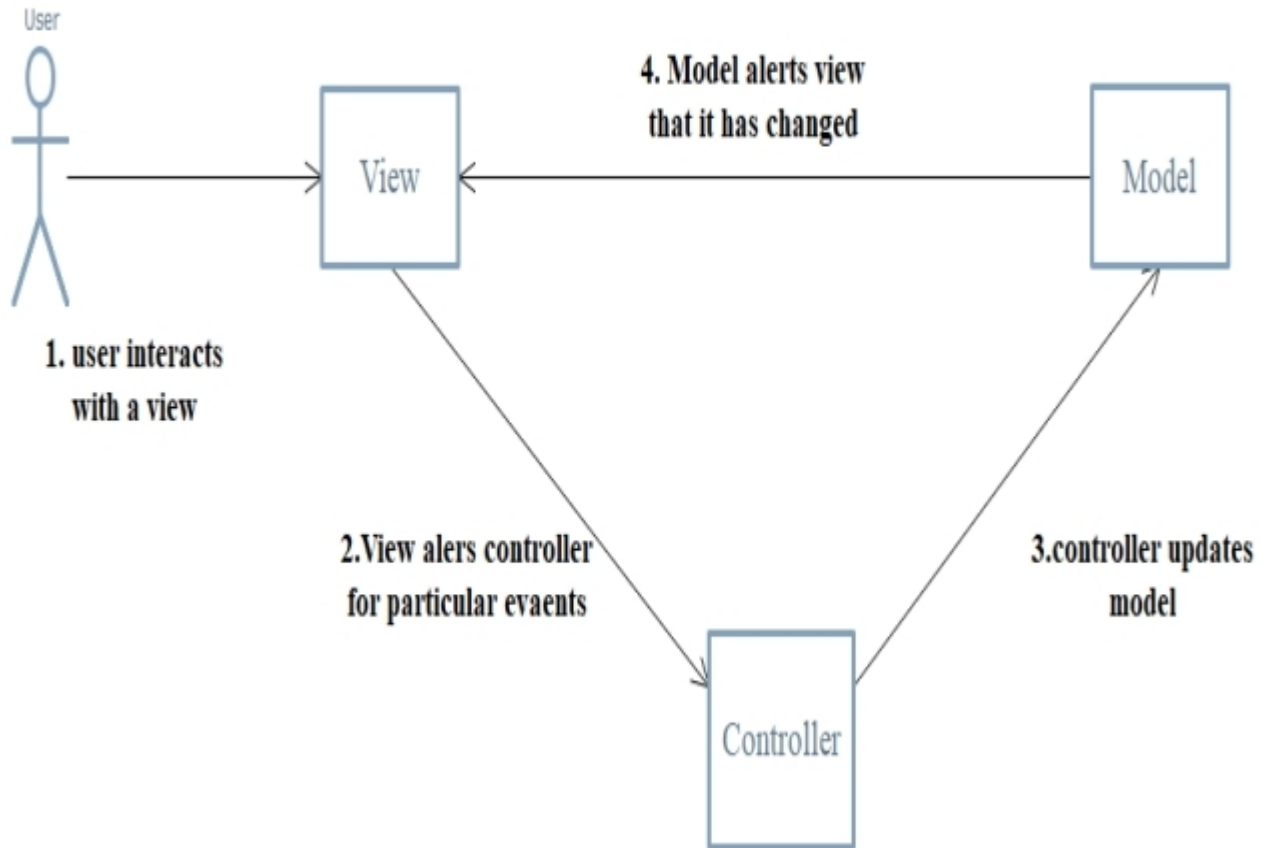 User
4. Model alerts view
that it has changed
View
Model
1. user interacts
with a view
2.View alers controller
for particular evaents
3.controller updates
model
Controller